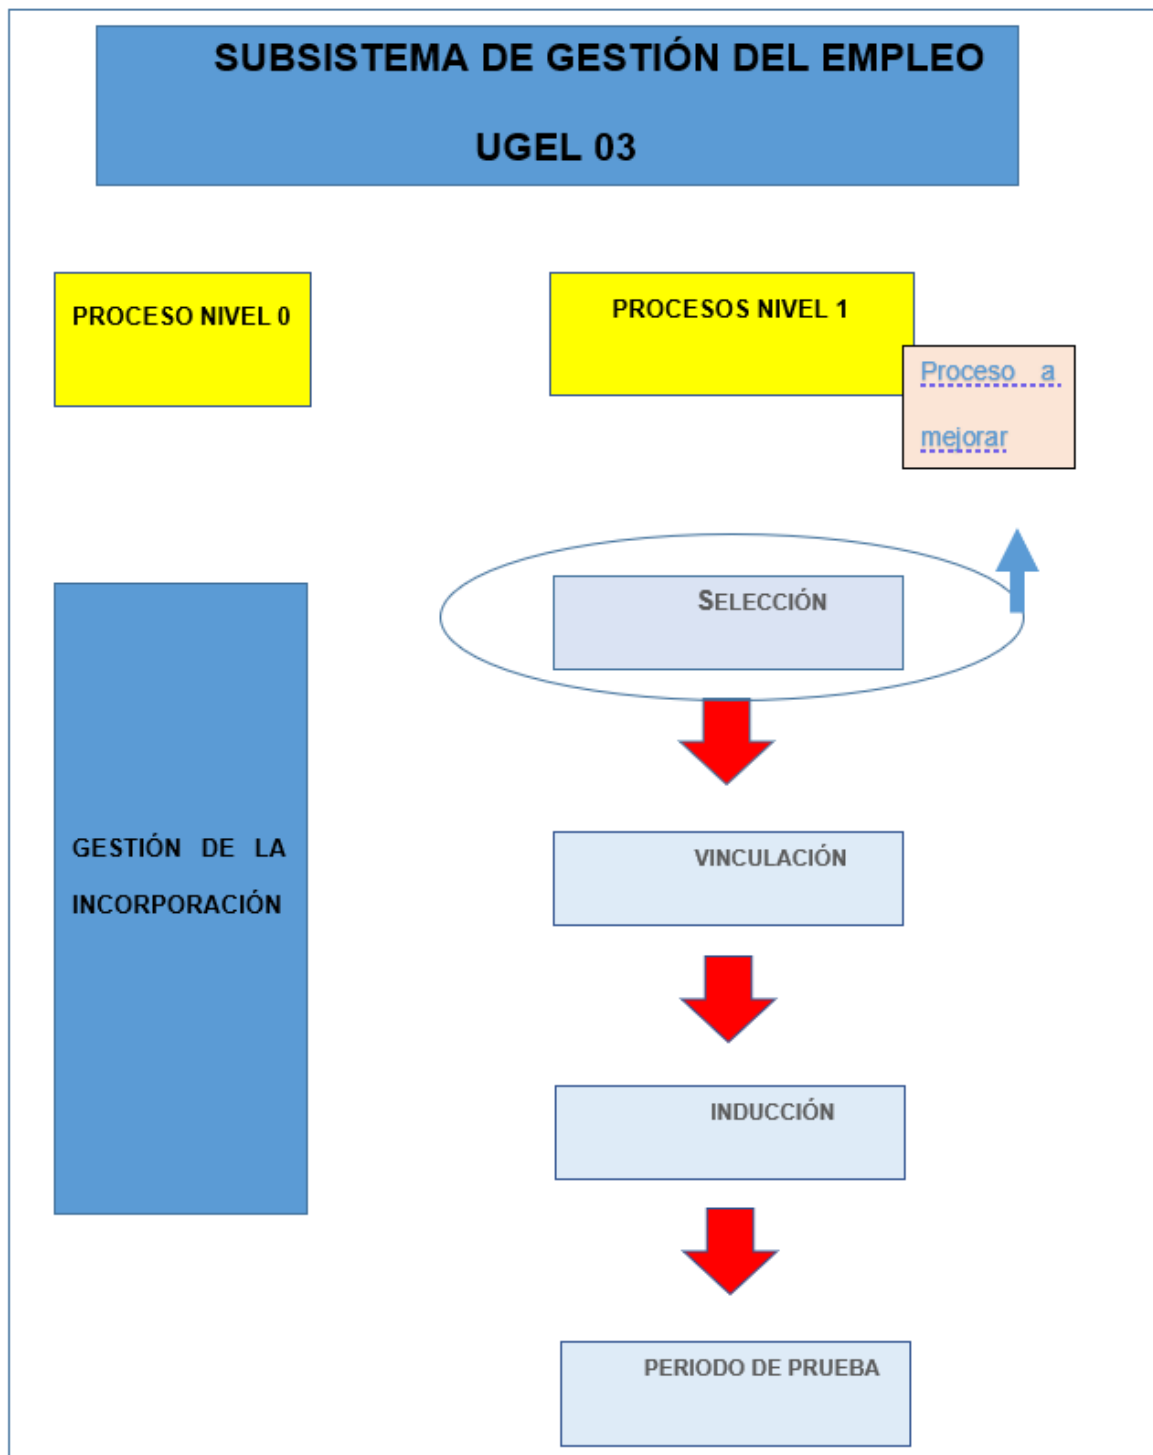 SUBSISTEMA DE GESTIÓN DEL EMPLEO
UGEL 03
PROCESO NIVEL 0
PROCESOS NIVEL 1
Proceso a
mejorar
SELECCIÓN
VINCULACIÓN
GESTIÓN DE LA
INCORPORACIÓN
INDUCCIÓN
PERIODO DE PRUEBA